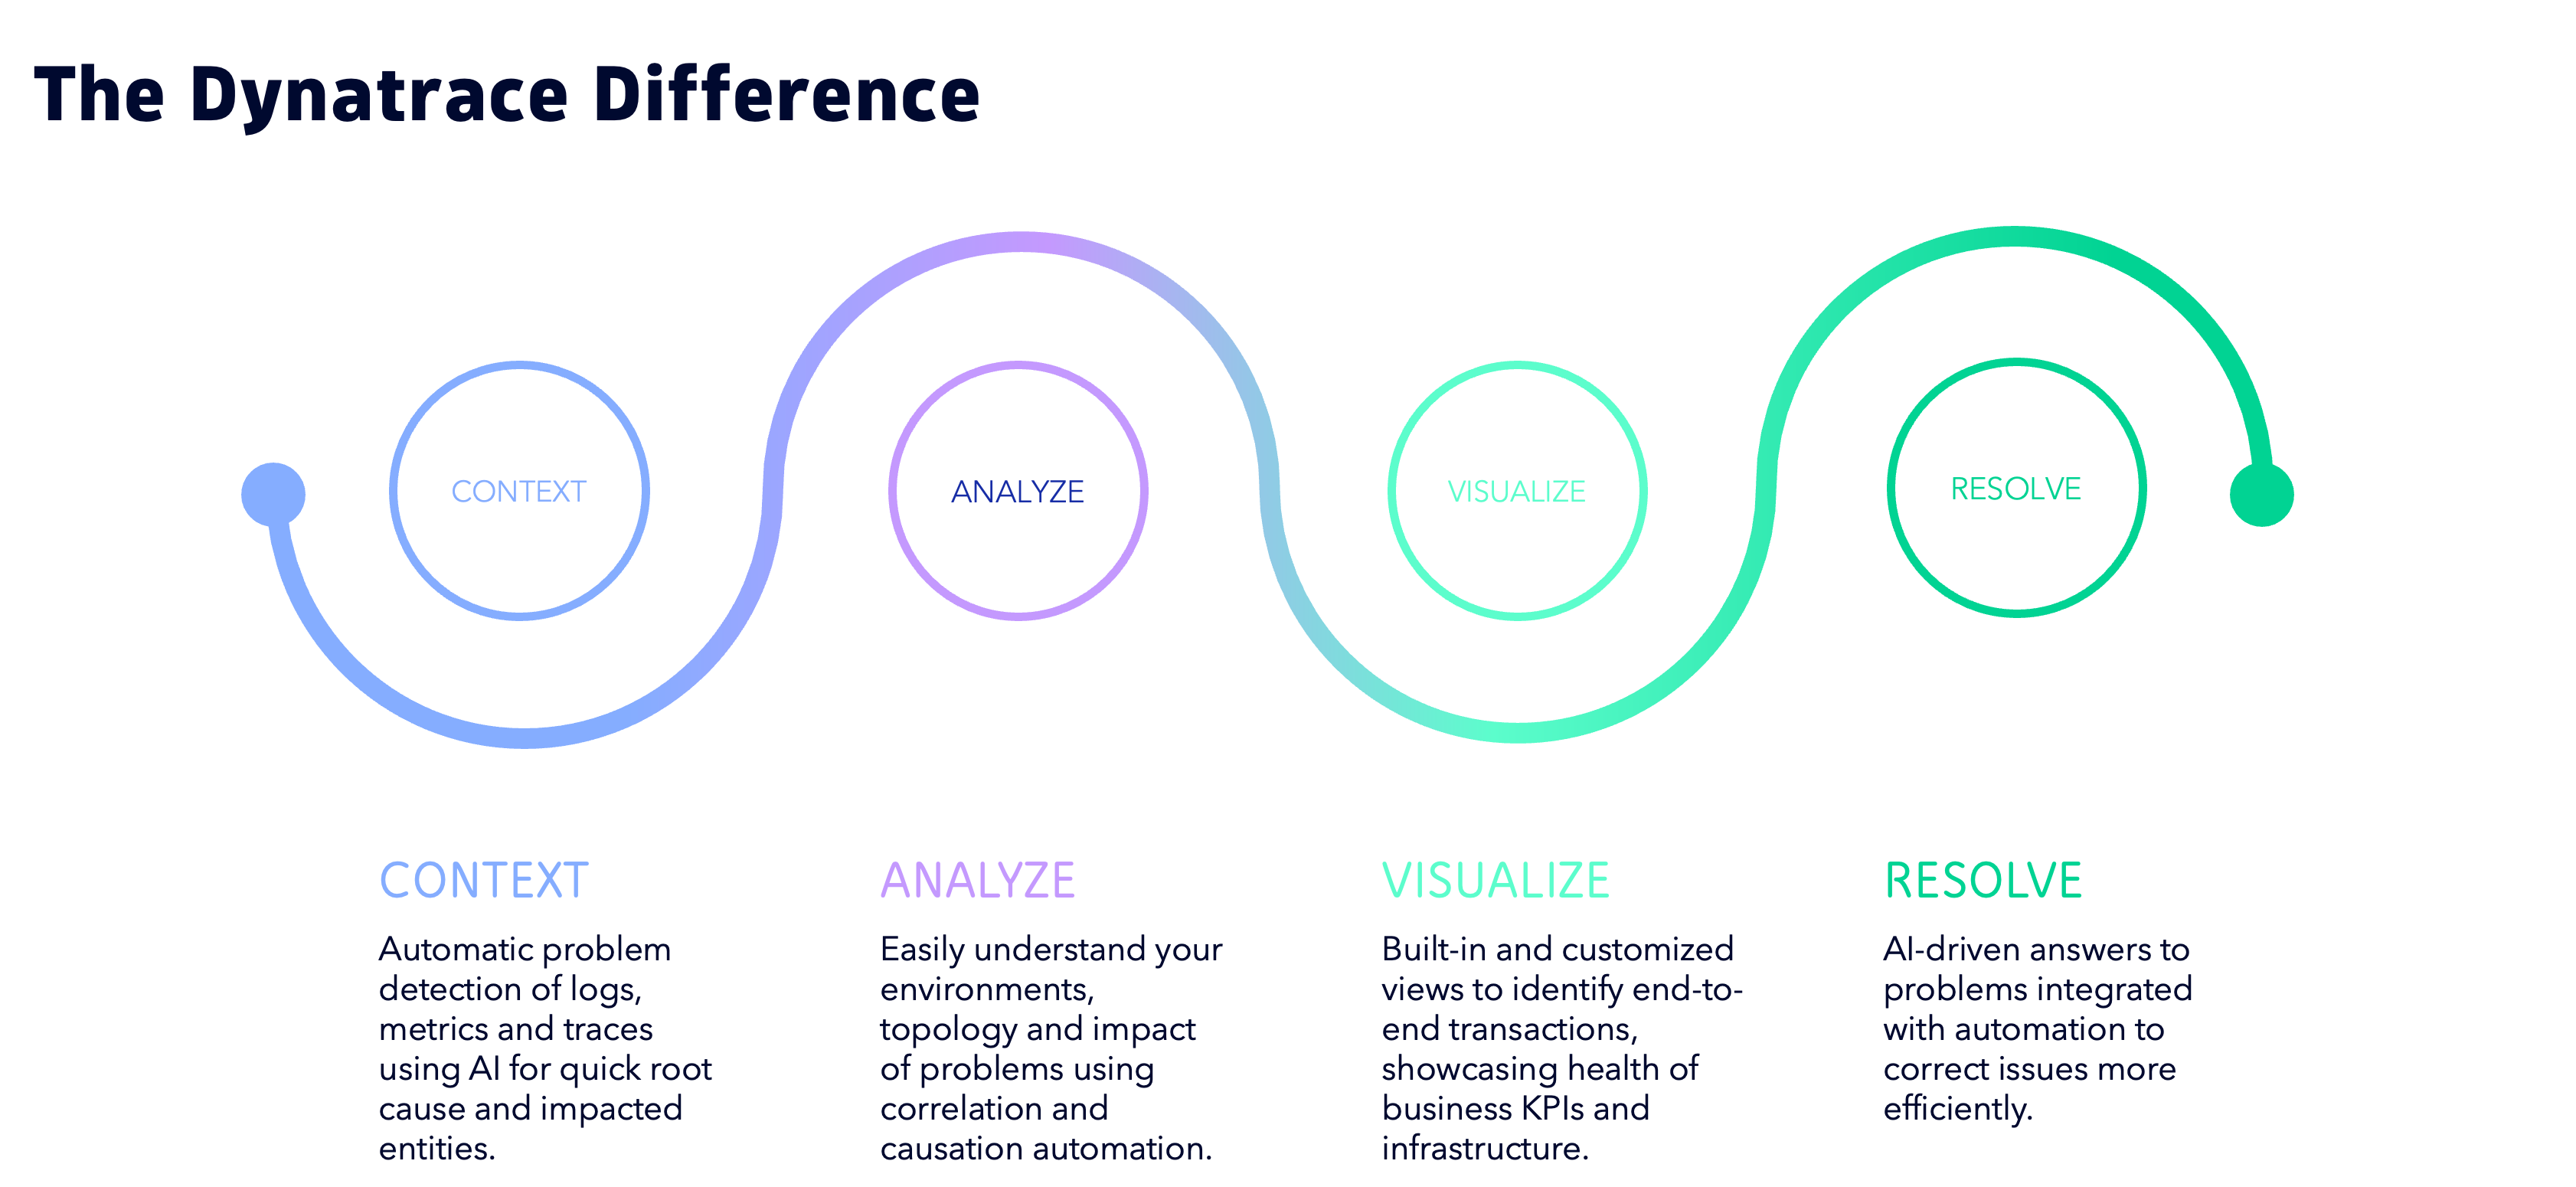 The Dynatrace Difference
CONTEXT
ANALYZE
VISUALIZE
RESOLVE
CONTEXT
Automatic problem
detection of logs,
metrics and traces
using AI for quick root
cause and impacted
entities.
ANALYZE
Easily understand your
environments,
topology and impact
of problems using
correlation and
causation automation.
VISUALIZE
Built-in and customized
views to identify end-to-
end transactions,
showcasing health of
business KPIs and
infrastructure.
RESOLVE
AI-driven answers to
problems integrated
with automation to
correct issues more
efficiently.